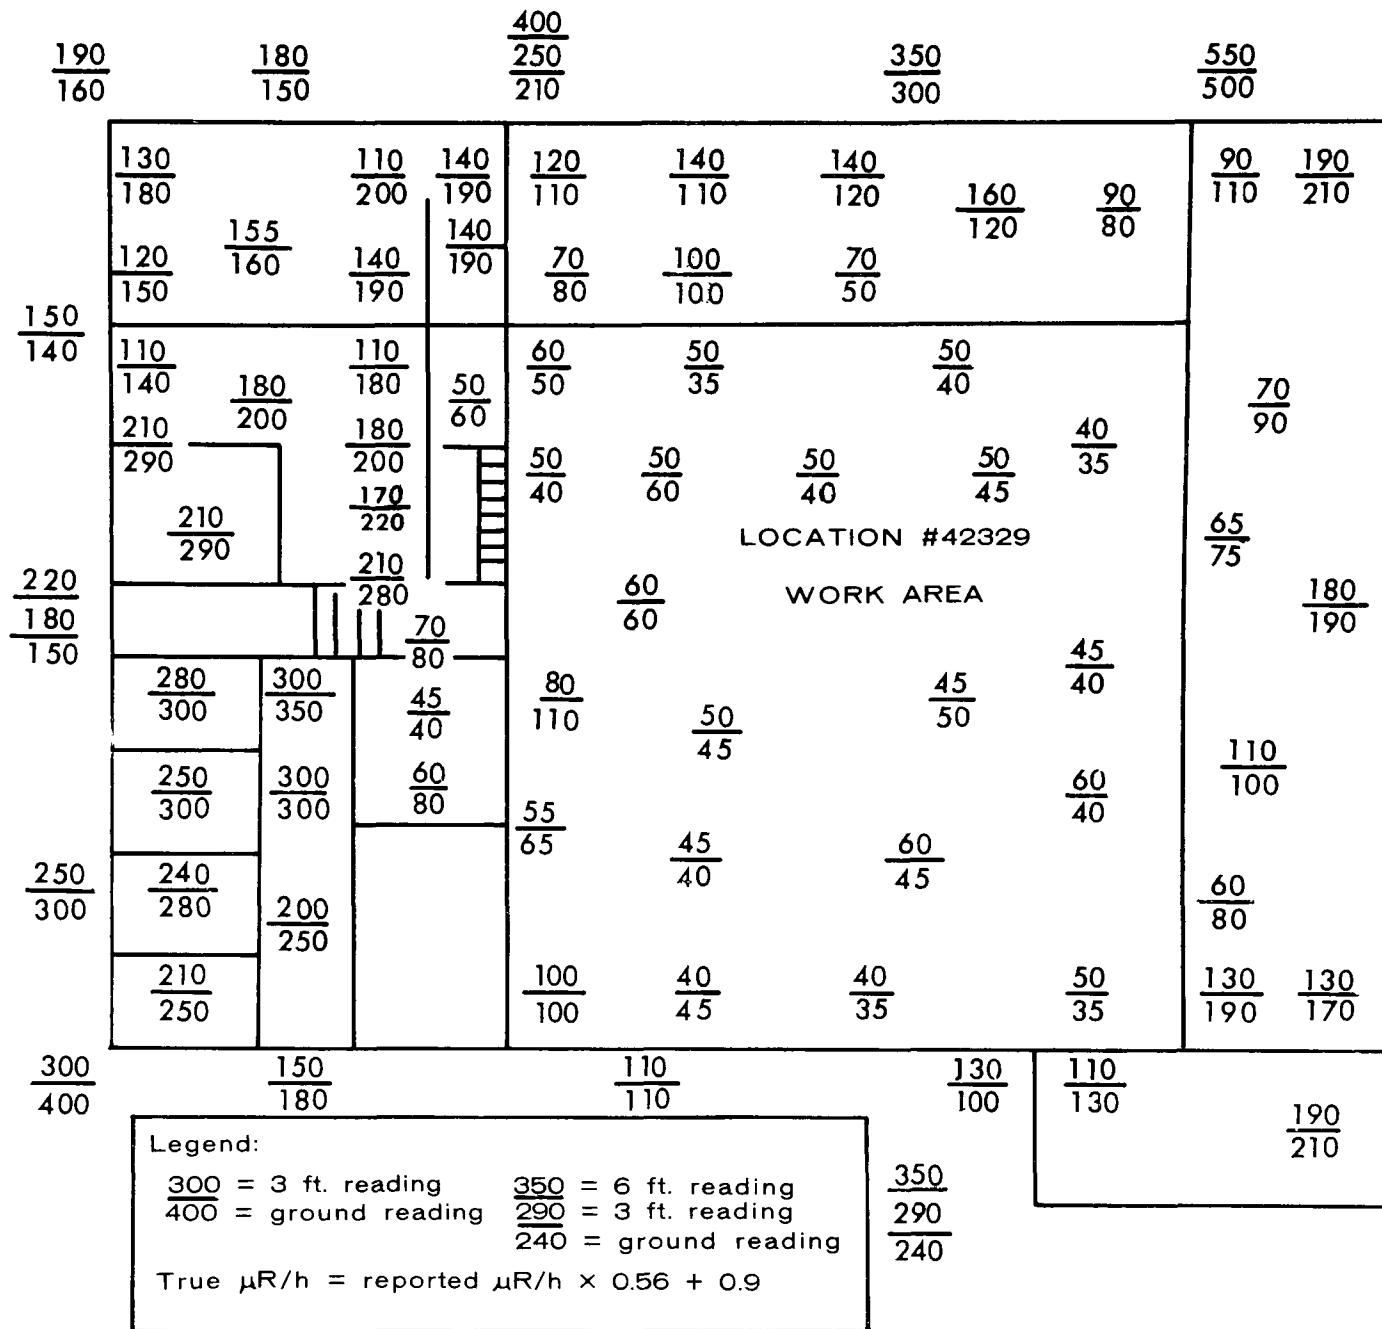 400
190 180 250 350 550
160 150 210 300 500
130 110 140 120 140 140 160 90 90 190
180 200 190 110 110 120 120 80 110 210
155 140
160 190
120 140 70 100 70
150 190 80 100 50
150
140
110 110 60 50 50
140 180 50 35 40
180 50 70
200 60 90
210 180 40
290 200 35
50 50 50 50
40 60 40 45
170
220
210 65
290 75
LOCATION #42329
WORK AREA
220 210 60 180
180 280 60 190
150
70
80
280 300 45 80 50 45 45
300 350 40 110 45 50 40
250 300 60 60 110
300 300 80 40 100
55
65
45 60
40 45
250 240 200 60
300 280 250 80
210 100 40 40 50 130 130
250 100 45 35 35 190 170
300 150 110 130 110
400 180 110 100 130
190
210
Legend:
300 = 3 ft. reading 350 = 6 ft. reading
400 = ground reading 290 = 3 ft. reading
240 = ground reading
True µR/h = reported µR/h × 0.56 + 0.9
350
290
240